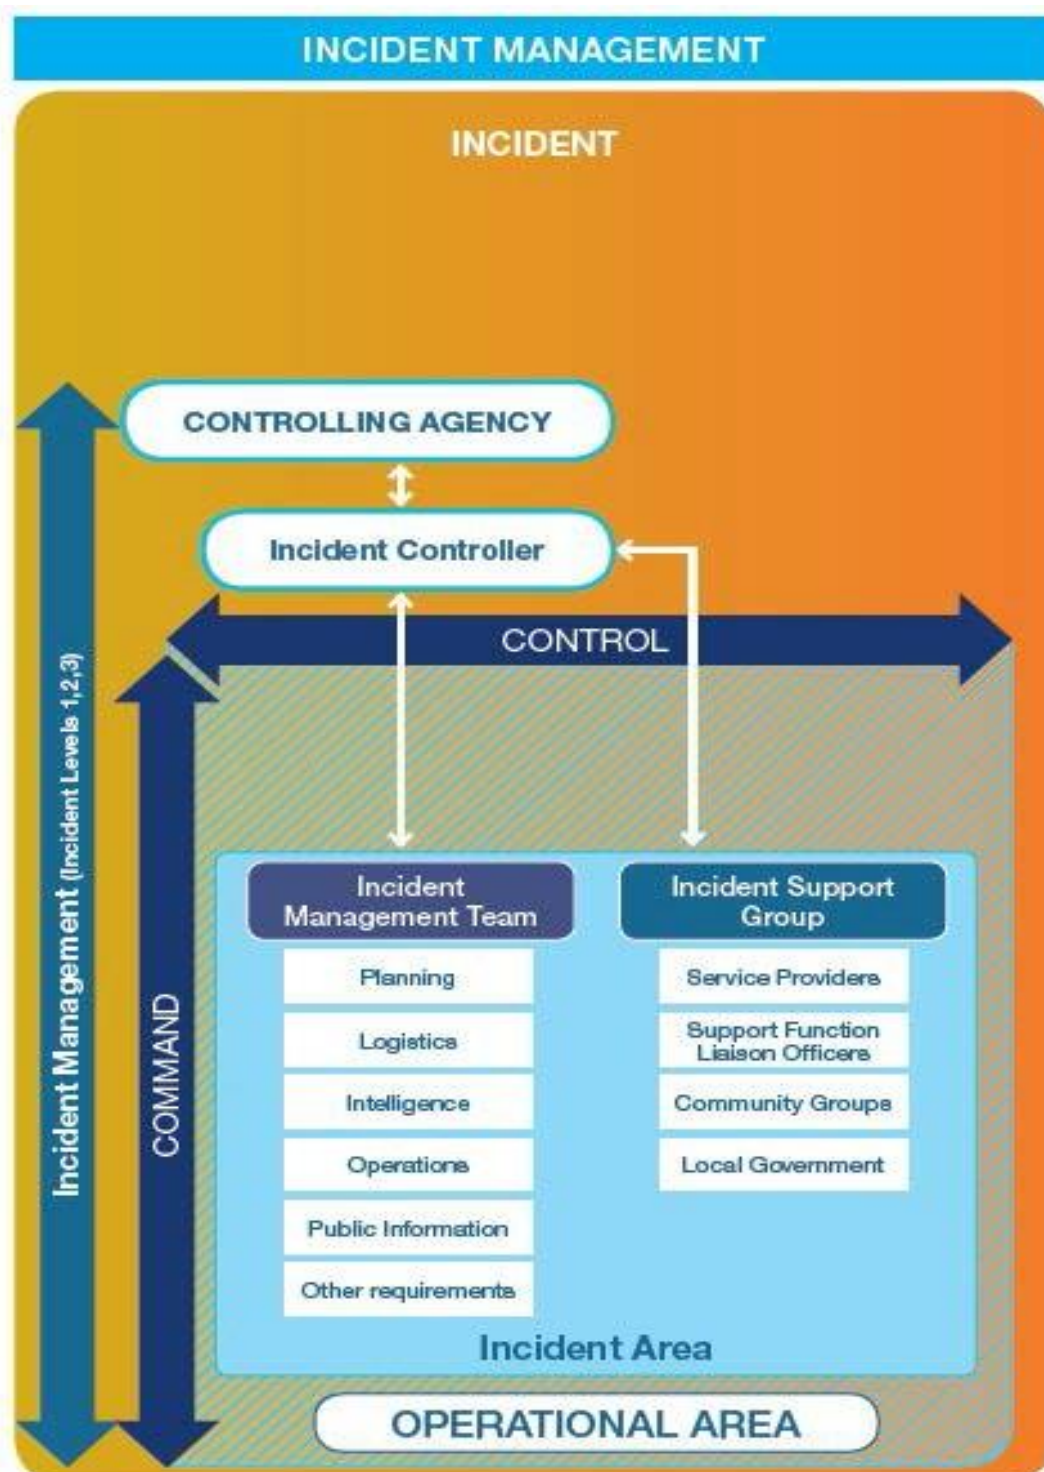 INCIDENT MANAGEMENT
INCIDENT
CONTROLLING AGENCY
Incident Controller
CONTROL
Incident Management (Incident Levels 1,2,3)
COMMAND
Incident
Management Team
Planning
Logistics
Intelligence
Operations
Public Information
Other requirements
Incident Support
Group
Service Providers
Support Function
Liaison Officers
Community Groups
Local Government
Incident Area
OPERATIONAL AREA